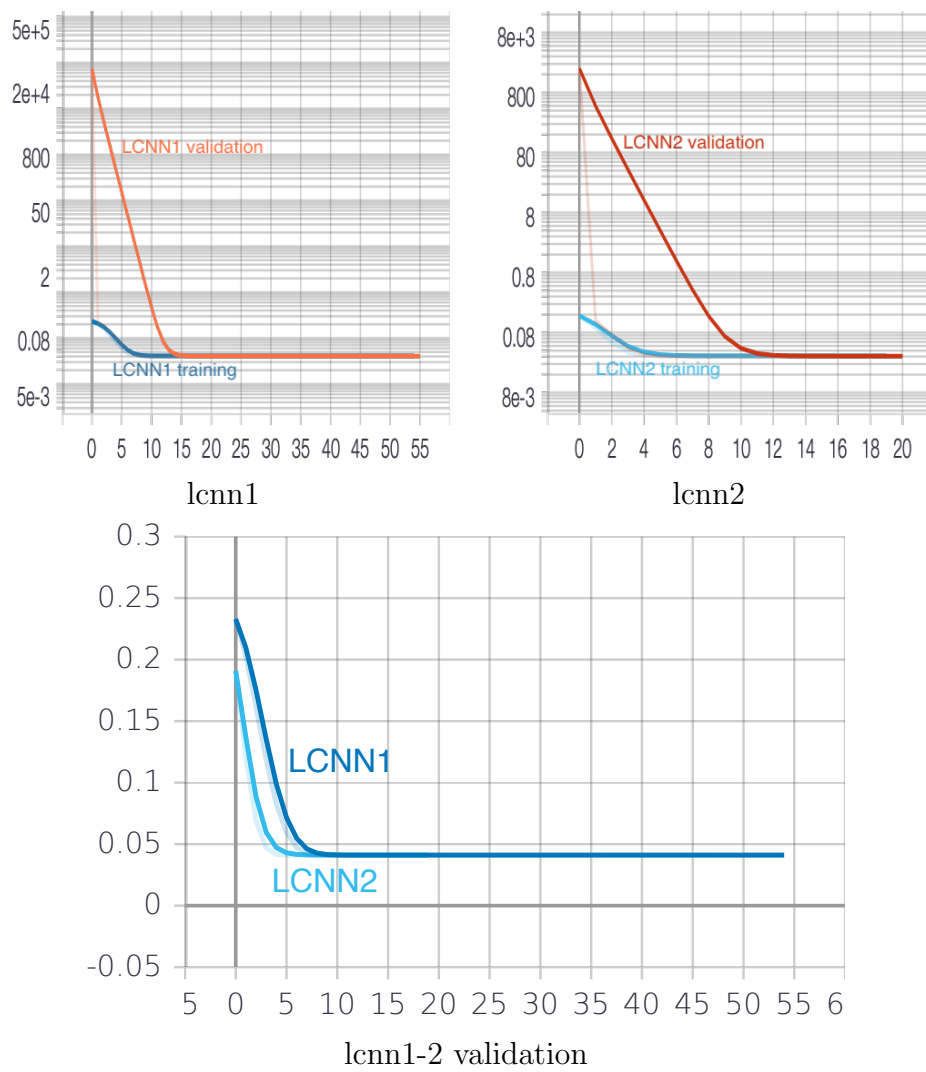 5e+5
2e+4
800
50
2
0.08
5e-3
LCNN1 validation
LCNN1 training
0 5 10 15 20 25 30 35 40 45 50 55
lcnn1
8e+3
800
80
8
0.8
0.08
8e-3
LCNN2 validation
LCNN2 training
0 2 4 6 8 10 12 14 16 18 20
lcnn2
0.3
0.25
0.2
0.15
0.1
0.05
0
-0.05
LCNN1
LCNN2
5 0 5 10 15 20 25 30 35 40 45 50 55 6
lcnn1-2 validation